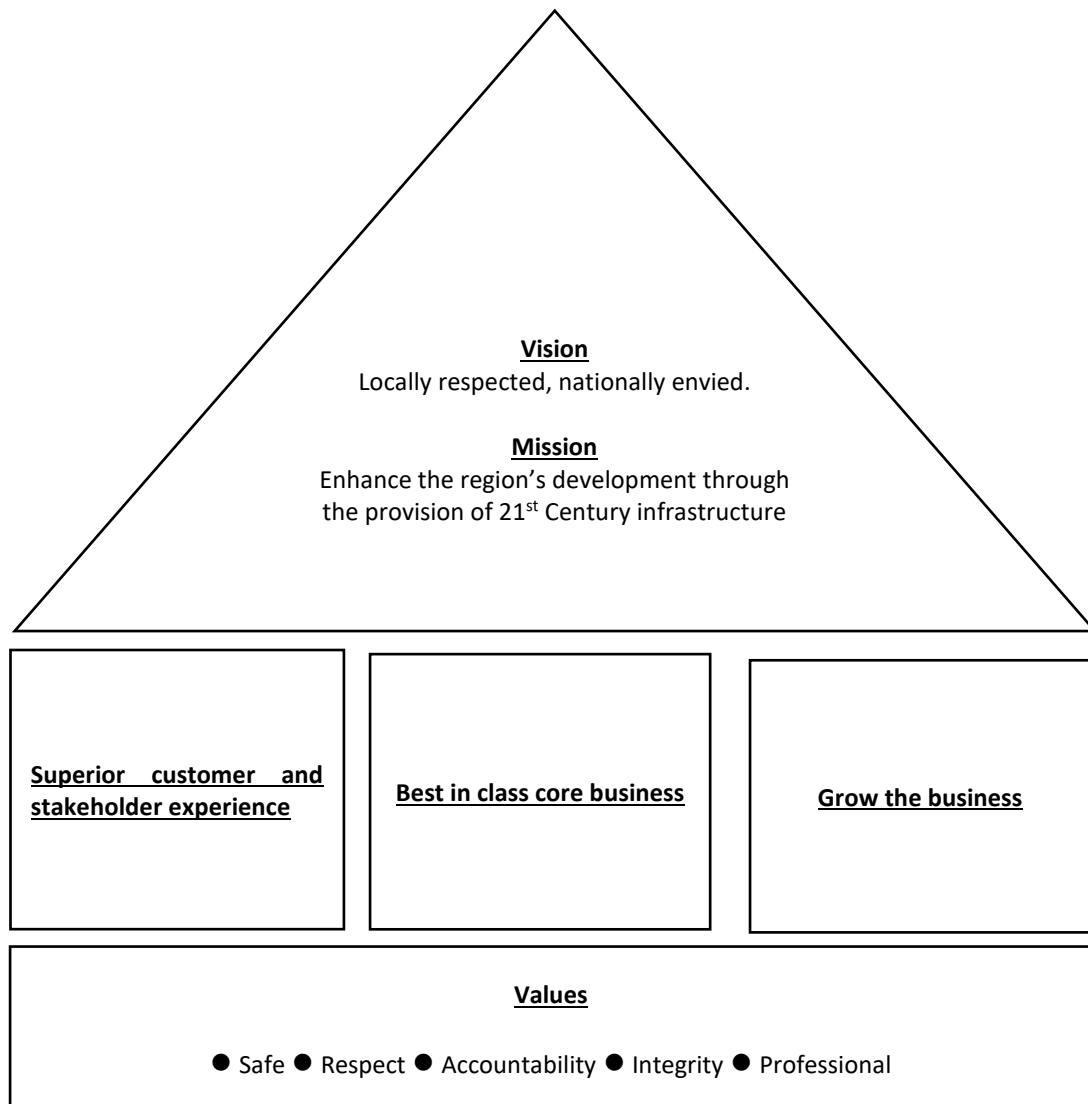 Vision
Locally respected, nationally envied.
Mission
Enhance the region’s development through
the provision of 21st Century infrastructure
Superior customer and
stakeholder experience
Best in class core business
Grow the business
Values
● Safe ● Respect ● Accountability ● Integrity ● Professional